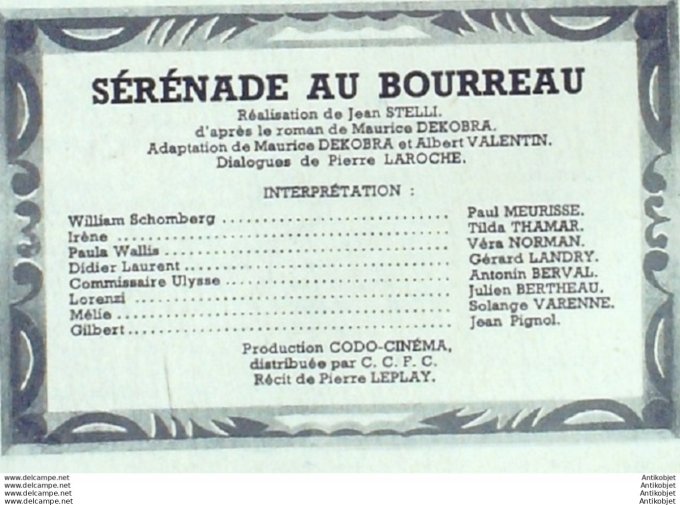 SÉRÉNADE AU BOURREAU
Réalisation de Jean STELLI.
d'après le roman de Maurice DEKOBRA.
Adaptation de Maurice DEKOBRA et Albert VALENTIN.
Dialogues de Pierre LAROCHE.
INTERPRÉTATION :
William Schomberg .............................. Paul MEURISSE.
Irène .............................. Tilda THAMAR.
Paula Wallis .............................. Véra NORMAN.
Didier Laurent .............................. Gérard LANDRY.
Commissaire Ulysse .............................. Antonin BERVAL.
Lorenzi .............................. Julien BERTHEAU.
Mélie .............................. Solange VARENNE.
Gilbert .............................. Jean Pignol.
Production CODO-CINÉMA,
distribuée par C. C. F. C.
Récit de Pierre LEPLAY.
www.delcampe.net Antikobjet
www.delcampe.net Antikobjet
www.delcampe.net Antikobjet
www.delcampe.net Antikobjet